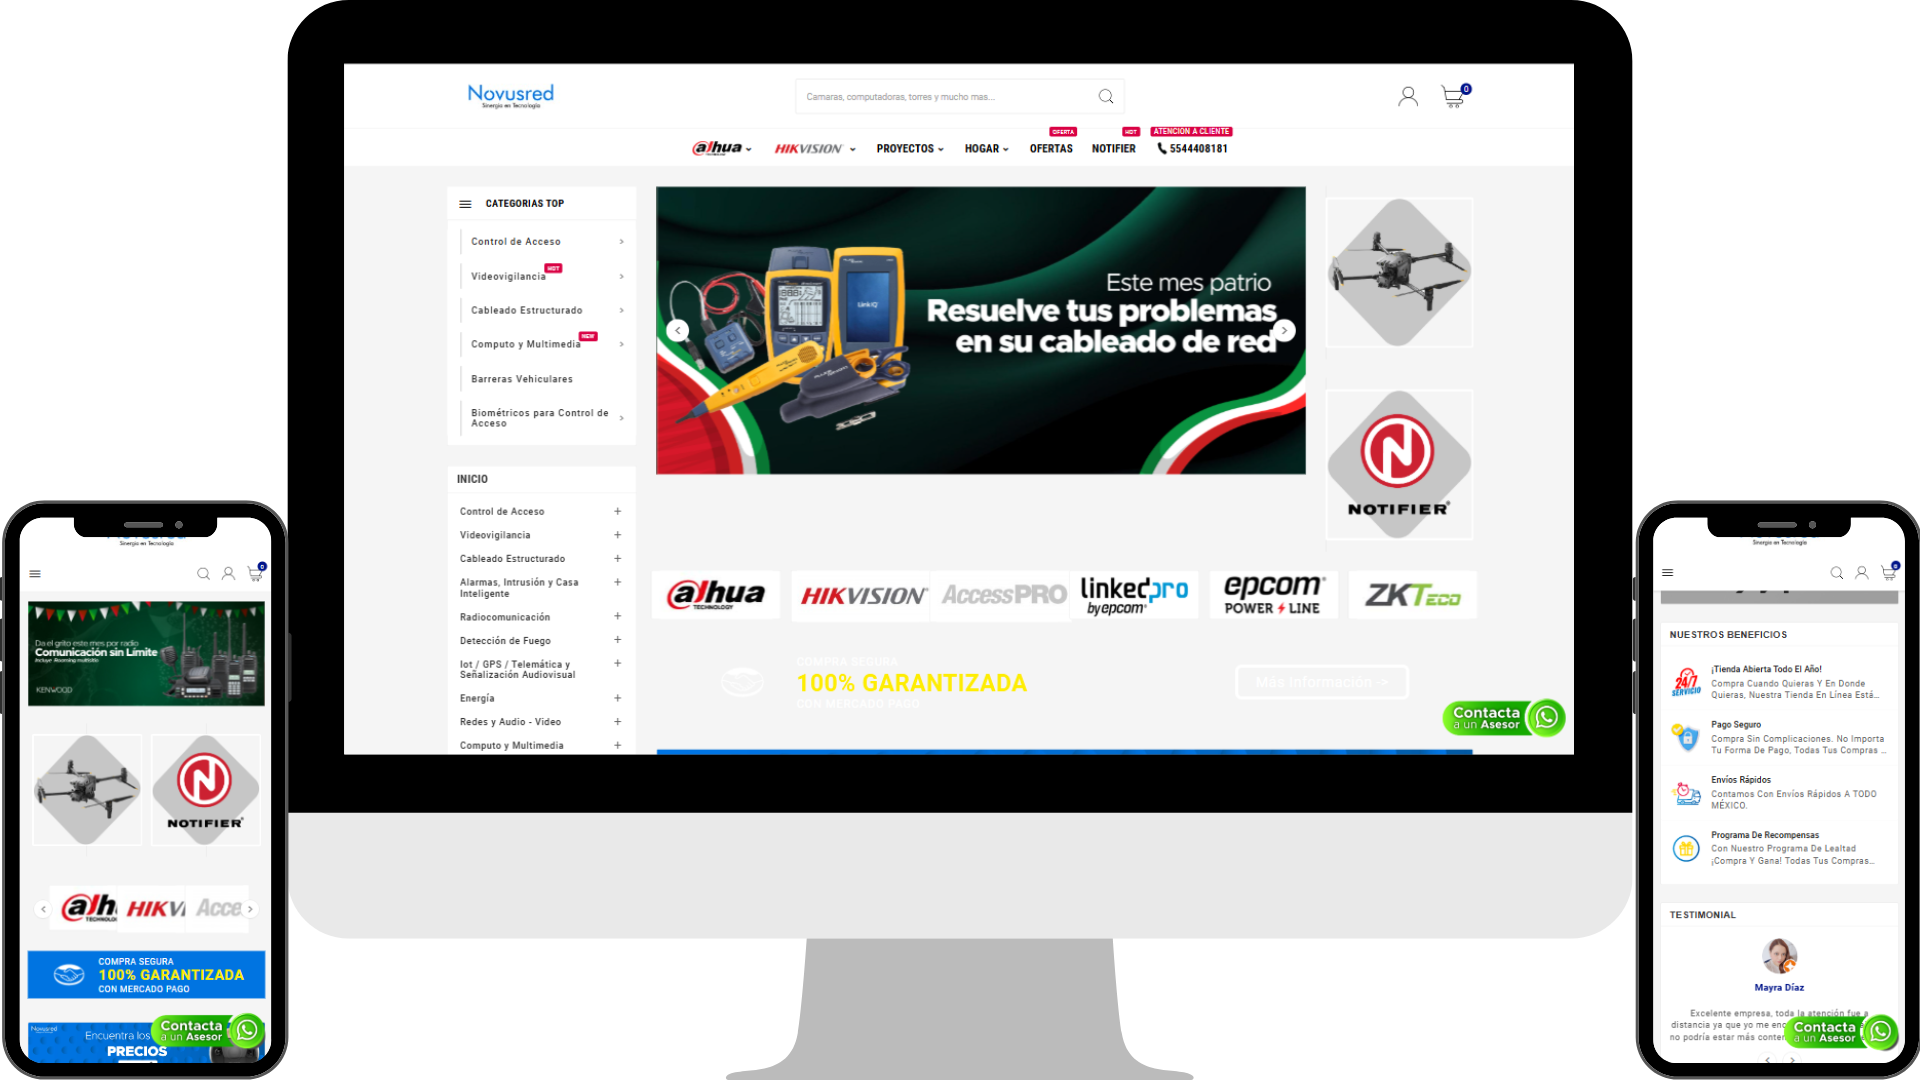 Novusred
Sinergia en Tecnología
Camaras, computadoras, torres y mucho mas...
0
OFERTA
HOT
ATENCION A CLIENTE
alhua
TECHNOLOGY
HIKVISION
PROYECTOS
HOGAR
OFERTAS
NOTIFIER
5544408181
CATEGORIAS TOP
Control de Acceso
Videovigilancia
HOT
Cableado Estructurado
Computo y Multimedia
NEW
Barreras Vehiculares
Biométricos para Control de
Acceso
INICIO
Control de Acceso
Videovigilancia
Cableado Estructurado
Alarmas, Intrusión y Casa
Inteligente
Radiocomunicación
Detección de Fuego
Iot / GPS / Telemática y
Señalización Audiovisual
Energía
Redes y Audio - Video
Computo y Multimedia
LinkIQ
Este mes patrio
Resuelve tus problemas
en su cableado de red
NOTIFIER
alhua
TECHNOLOGY
HIKVISION
AccessPRO
linkedpro
by epcom
epcom
POWER LINE
ZKTeco
COMPRA SEGURA
100% GARANTIZADA
CON MERCADO PAGO
Más Información ->
Contacta
a un Asesor
Sinergia en Tecnología
0
Da el grito este mes por radio
Comunicación sin Límite
KENWOOD
NOTIFIER
alh
TECHNOLO
HIKVI
Acce
COMPRA SEGURA
100% GARANTIZADA
CON MERCADO PAGO
Novusred
Encuentra los
PRECIOS
Contacta
a un Asesor
Sinergia en Tecnología
0
NUESTROS BENEFICIOS
24/7
SERVICIO
¡Tienda Abierta Todo El Año!
Compra Cuando Quieras Y En Donde
Quieras, Nuestra Tienda En Línea Está...
Pago Seguro
Compra Sin Complicaciones. No Importa
Tu Forma De Pago, Todas Tus Compras ...
Envíos Rápidos
Contamos Con Envíos Rápidos A TODO
MÉXICO.
Programa De Recompensas
Con Nuestro Programa De Lealtad
¡Compra Y Gana! Todas Tus Compras...
TESTIMONIAL
Mayra Díaz
Excelente empresa, toda la atención fue a
distancia ya que yo me enc
no podría estar más conten
Contacta
a un Asesor